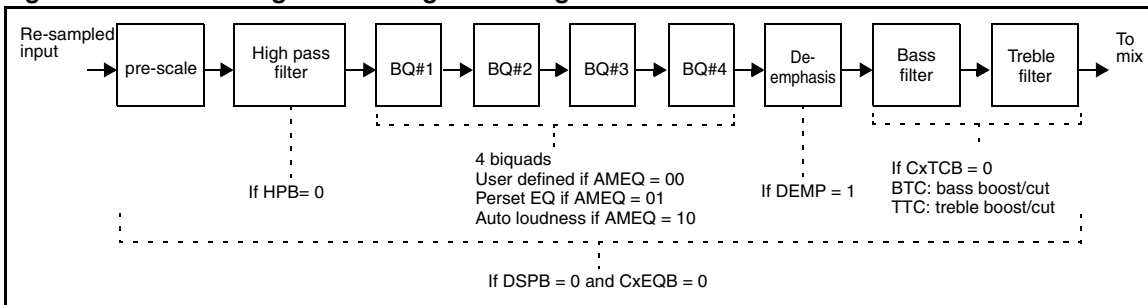 Re-sampled
input
pre-scale
High pass
filter
BQ#1
BQ#2
BQ#3
BQ#4
De-
emphasis
Bass
filter
Treble
filter
To
mix
If HPB= 0
4 biquads
User defined if AMEQ = 00
Perset EQ if AMEQ = 01
Auto loudness if AMEQ = 10
If DEMP = 1
If CxTCB = 0
BTC: bass boost/cut
TTC: treble boost/cut
If DSPB = 0 and CxEQB = 0